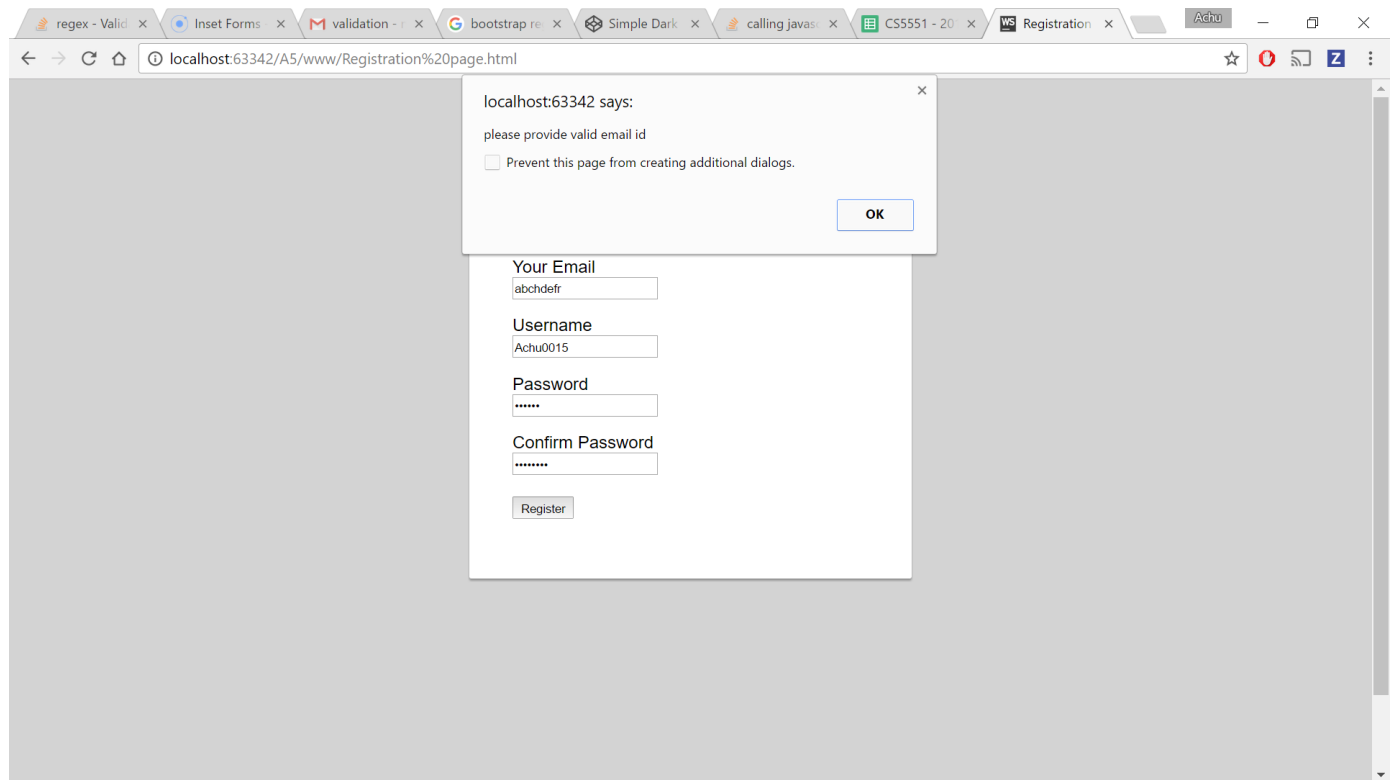 regex - Valid
Inset Forms
validation -
bootstrap re
Simple Dark
calling javasc
CS5551 - 20
WS Registration
Achu
localhost:63342/A5/www/Registration%20page.html
localhost:63342 says:
please provide valid email id
Prevent this page from creating additional dialogs.
OK
Your Email
abchdefr
Username
Achu0015
Password
••••••
Confirm Password
••••••••
Register